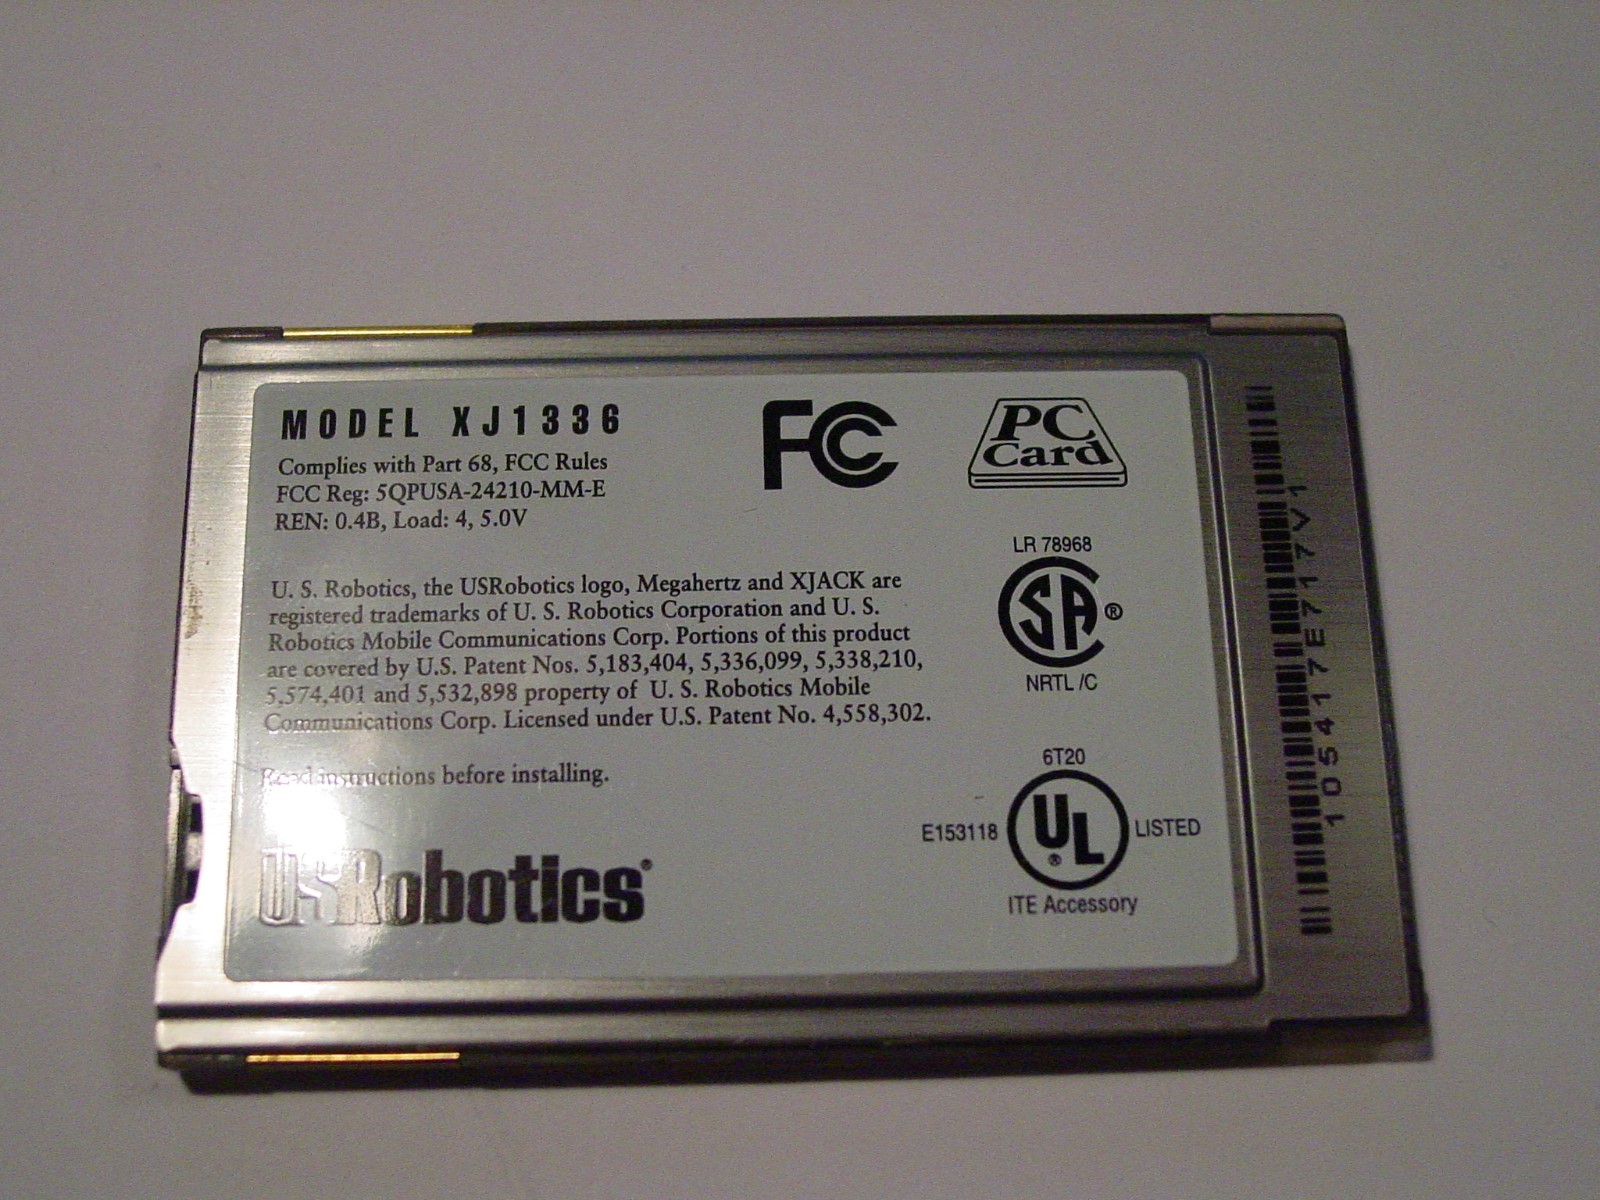 MODEL XJ1336
Complies with Part 68, FCC Rules
FCC Reg: 5QPUSA-24210-MM-E
REN: 0.4B, Load: 4, 5.0V
FC
PC
Card
U. S. Robotics, the USRobotics logo, Megahertz and XJACK are
registered trademarks of U. S. Robotics Corporation and U. S.
Robotics Mobile Communications Corp. Portions of this product
are covered by U.S. Patent Nos. 5,183,404, 5,336,099, 5,338,210,
5,574,401 and 5,532,898 property of U. S. Robotics Mobile
Communications Corp. Licensed under U.S. Patent No. 4,558,302.
LR 78968
SA ®
NRTL /C
Read instructions before installing.
USRobotics®
6T20
E153118 UL ® LISTED
ITE Accessory
105417E717V1